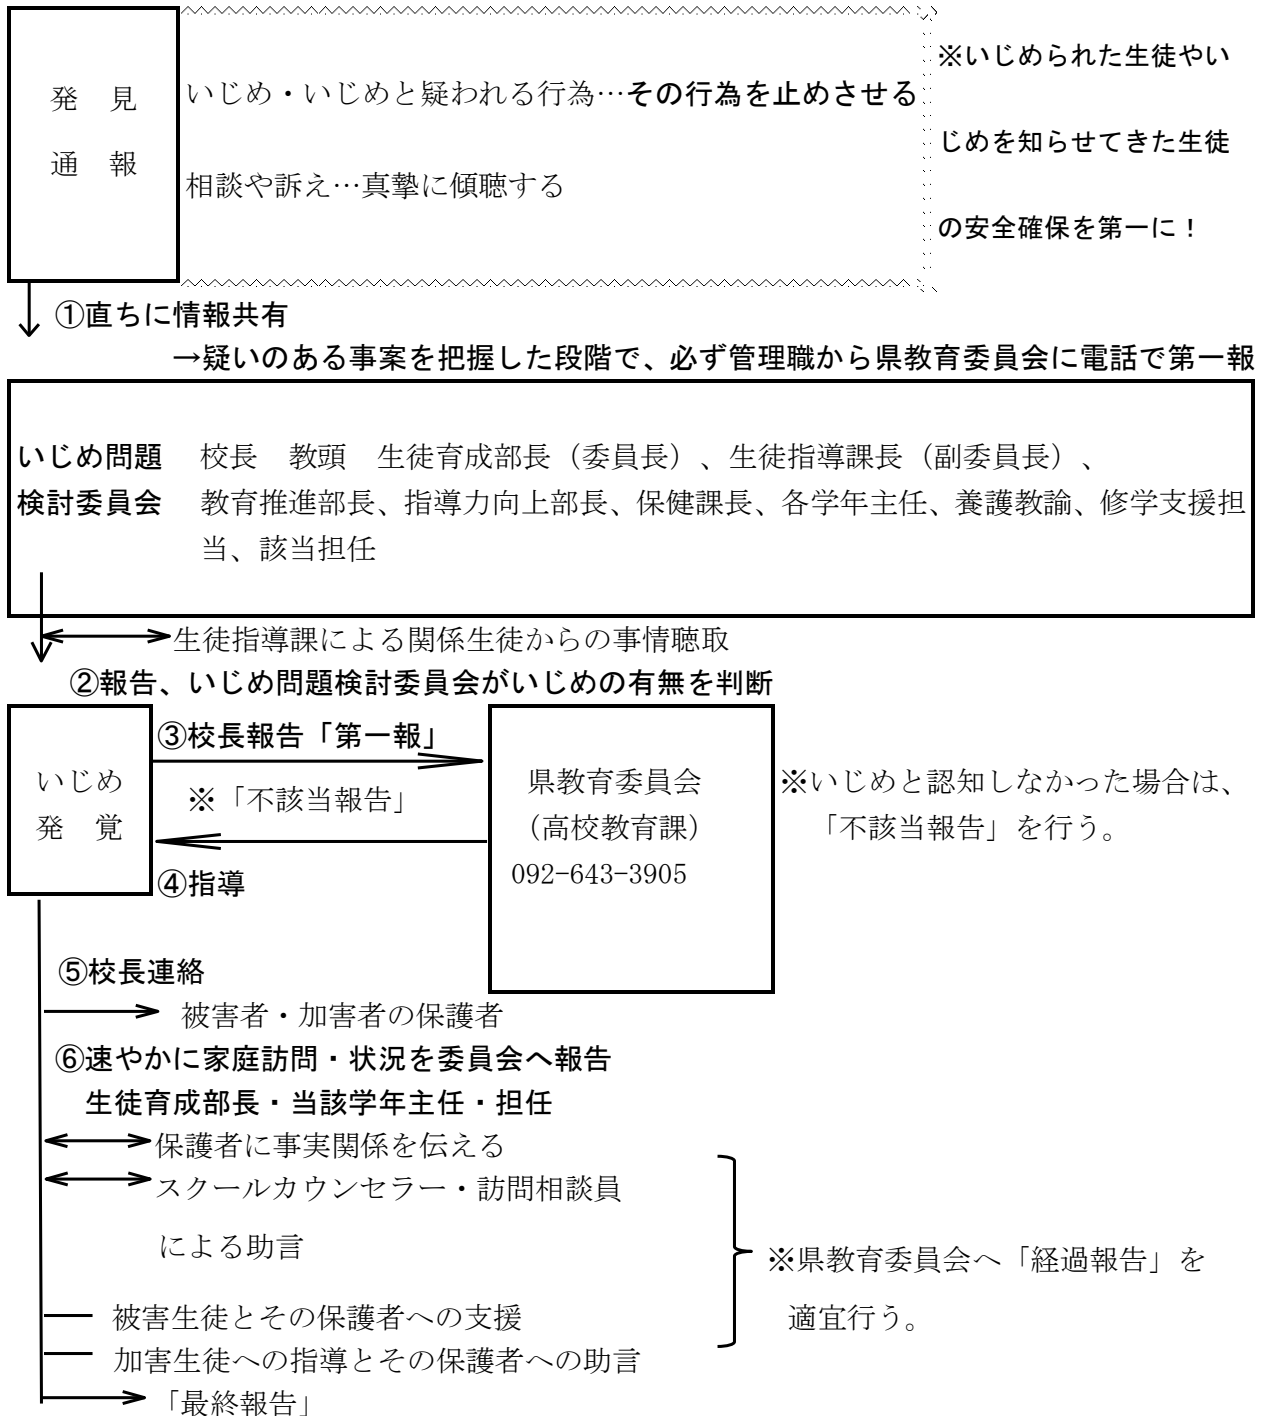 発　見
通　報
いじめ・いじめと疑われる行為…その行為を止めさせる
相談や訴え…真摯に傾聴する
※いじめられた生徒やい
じめを知らせてきた生徒
の安全確保を第一に！
①直ちに情報共有
→疑いのある事案を把握した段階で、必ず管理職から県教育委員会に電話で第一報
いじめ問題　校長　教頭　生徒育成部長（委員長）、生徒指導課長（副委員長）、
検討委員会　教育推進部長、指導力向上部長、保健課長、各学年主任、養護教諭、修学支援担
当、該当担任
生徒指導課による関係生徒からの事情聴取
②報告、いじめ問題検討委員会がいじめの有無を判断
いじめ
発　覚
③校長報告「第一報」
※「不該当報告」
④指導
県教育委員会
（高校教育課）
092-643-3905
※いじめと認知しなかった場合は、
「不該当報告」を行う。
⑤校長連絡
被害者・加害者の保護者
⑥速やかに家庭訪問・状況を委員会へ報告
生徒育成部長・当該学年主任・担任
保護者に事実関係を伝える
スクールカウンセラー・訪問相談員
による助言
被害生徒とその保護者への支援
加害生徒への指導とその保護者への助言
※県教育委員会へ「経過報告」を
適宜行う。
「最終報告」